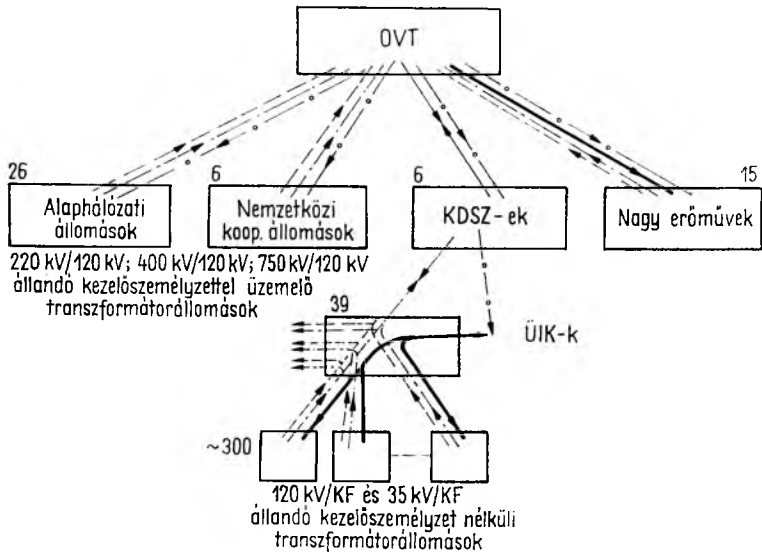 OVT
26
6
6
15
Alaphálózati
állomások
Nemzetközi
koop. állomások
KDSZ-ek
Nagy erőművek
220 kV/120 kV; 400 kV/120 kV; 750 kV/120 kV
állandó kezelőszemélyzettel üzemelő
transzformátorállomások
39
ÜIK-k
~300
120 kV/KF és 35 kV/KF
állandó kezelőszemélyzet nélküli
transzformátorállomások